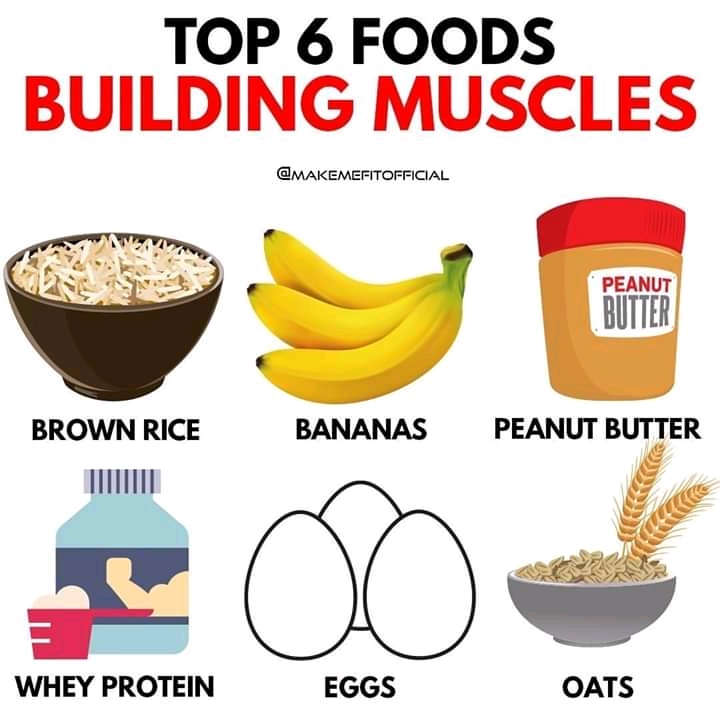 TOP 6 FOODS
BUILDING MUSCLES
@MAKEMEFITOFFICIAL
PEANUT
BUTTER
BROWN RICE
BANANAS
PEANUT BUTTER
WHEY PROTEIN
EGGS
OATS